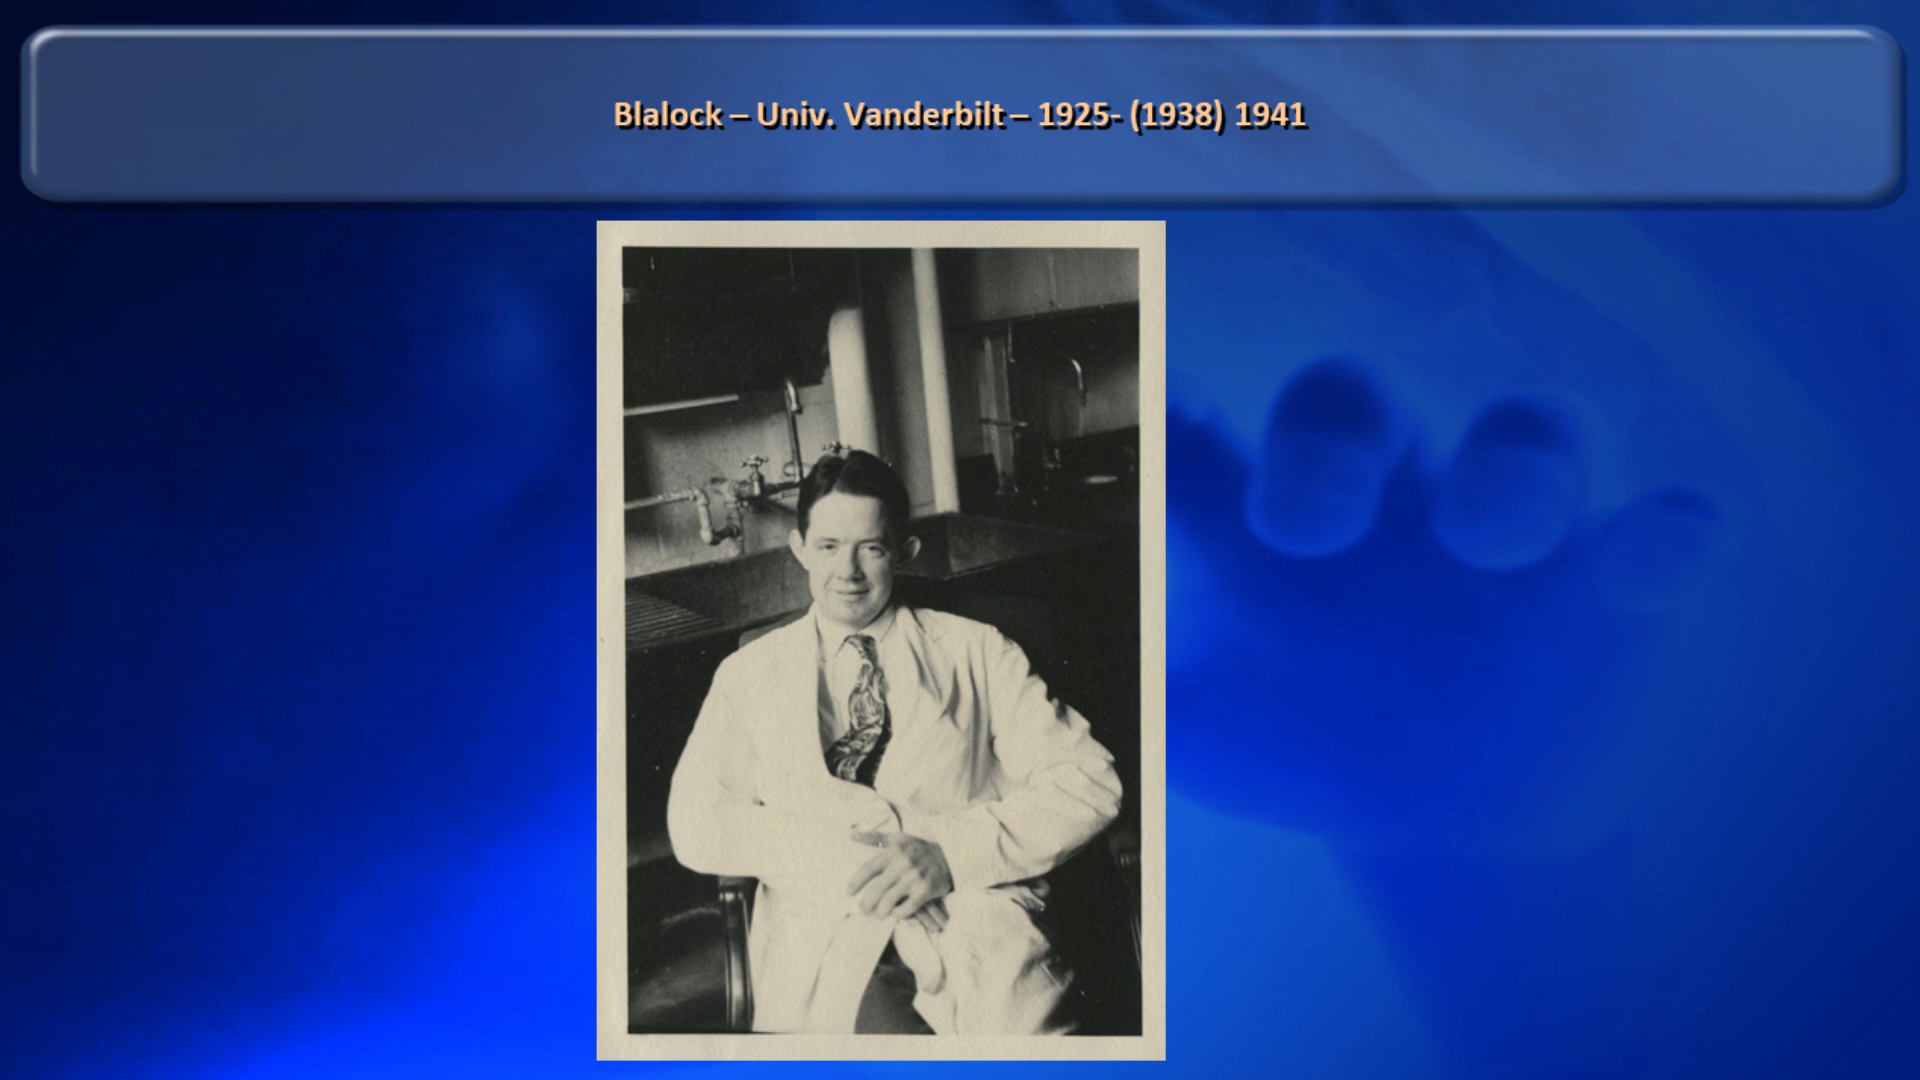 Blalock – Univ. Vanderbilt – 1925- (1938) 1941